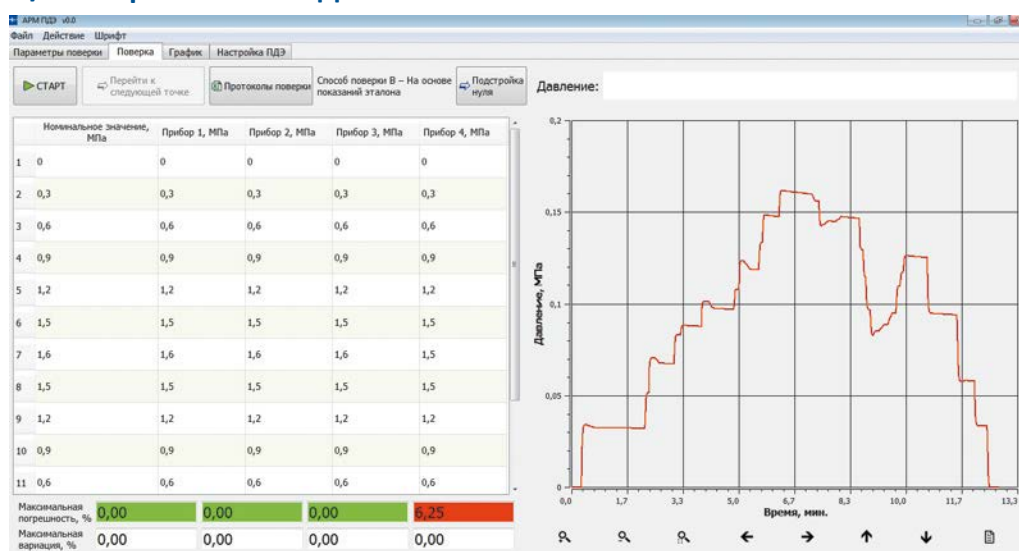 АРМ ПДЭ v0.0
Файл Действие Шрифт
Параметры поверки Поверка График Настройка ПДЭ
СТАРТ
Перейти к
следующей точке
Протоколы поверки
Способ поверки В – На основе
показаний эталона
Подстройка
нуля
Давление:
Номинальное значение,
МПа
Прибор 1, МПа Прибор 2, МПа Прибор 3, МПа Прибор 4, МПа
1 0 0 0 0 0
2 0,3 0,3 0,3 0,3 0,3
3 0,6 0,6 0,6 0,6 0,6
4 0,9 0,9 0,9 0,9 0,9
5 1,2 1,2 1,2 1,2 1,2
6 1,5 1,5 1,5 1,5 1,5
7 1,6 1,6 1,6 1,6 1,5
8 1,5 1,5 1,5 1,5 1,5
9 1,2 1,2 1,2 1,2 1,2
10 0,9 0,9 0,9 0,9 0,9
11 0,6 0,6 0,6 0,6 0,6
Максимальная
погрешность, %
0,00 0,00 0,00 6,25
Максимальная
вариация, %
0,00 0,00 0,00 0,00
0,2
0,15
0,1
0,05
0
Давление, МПа
0,0 1,7 3,3 5,0 6,7 8,3 10,0 11,7 13,3
Время, мин.